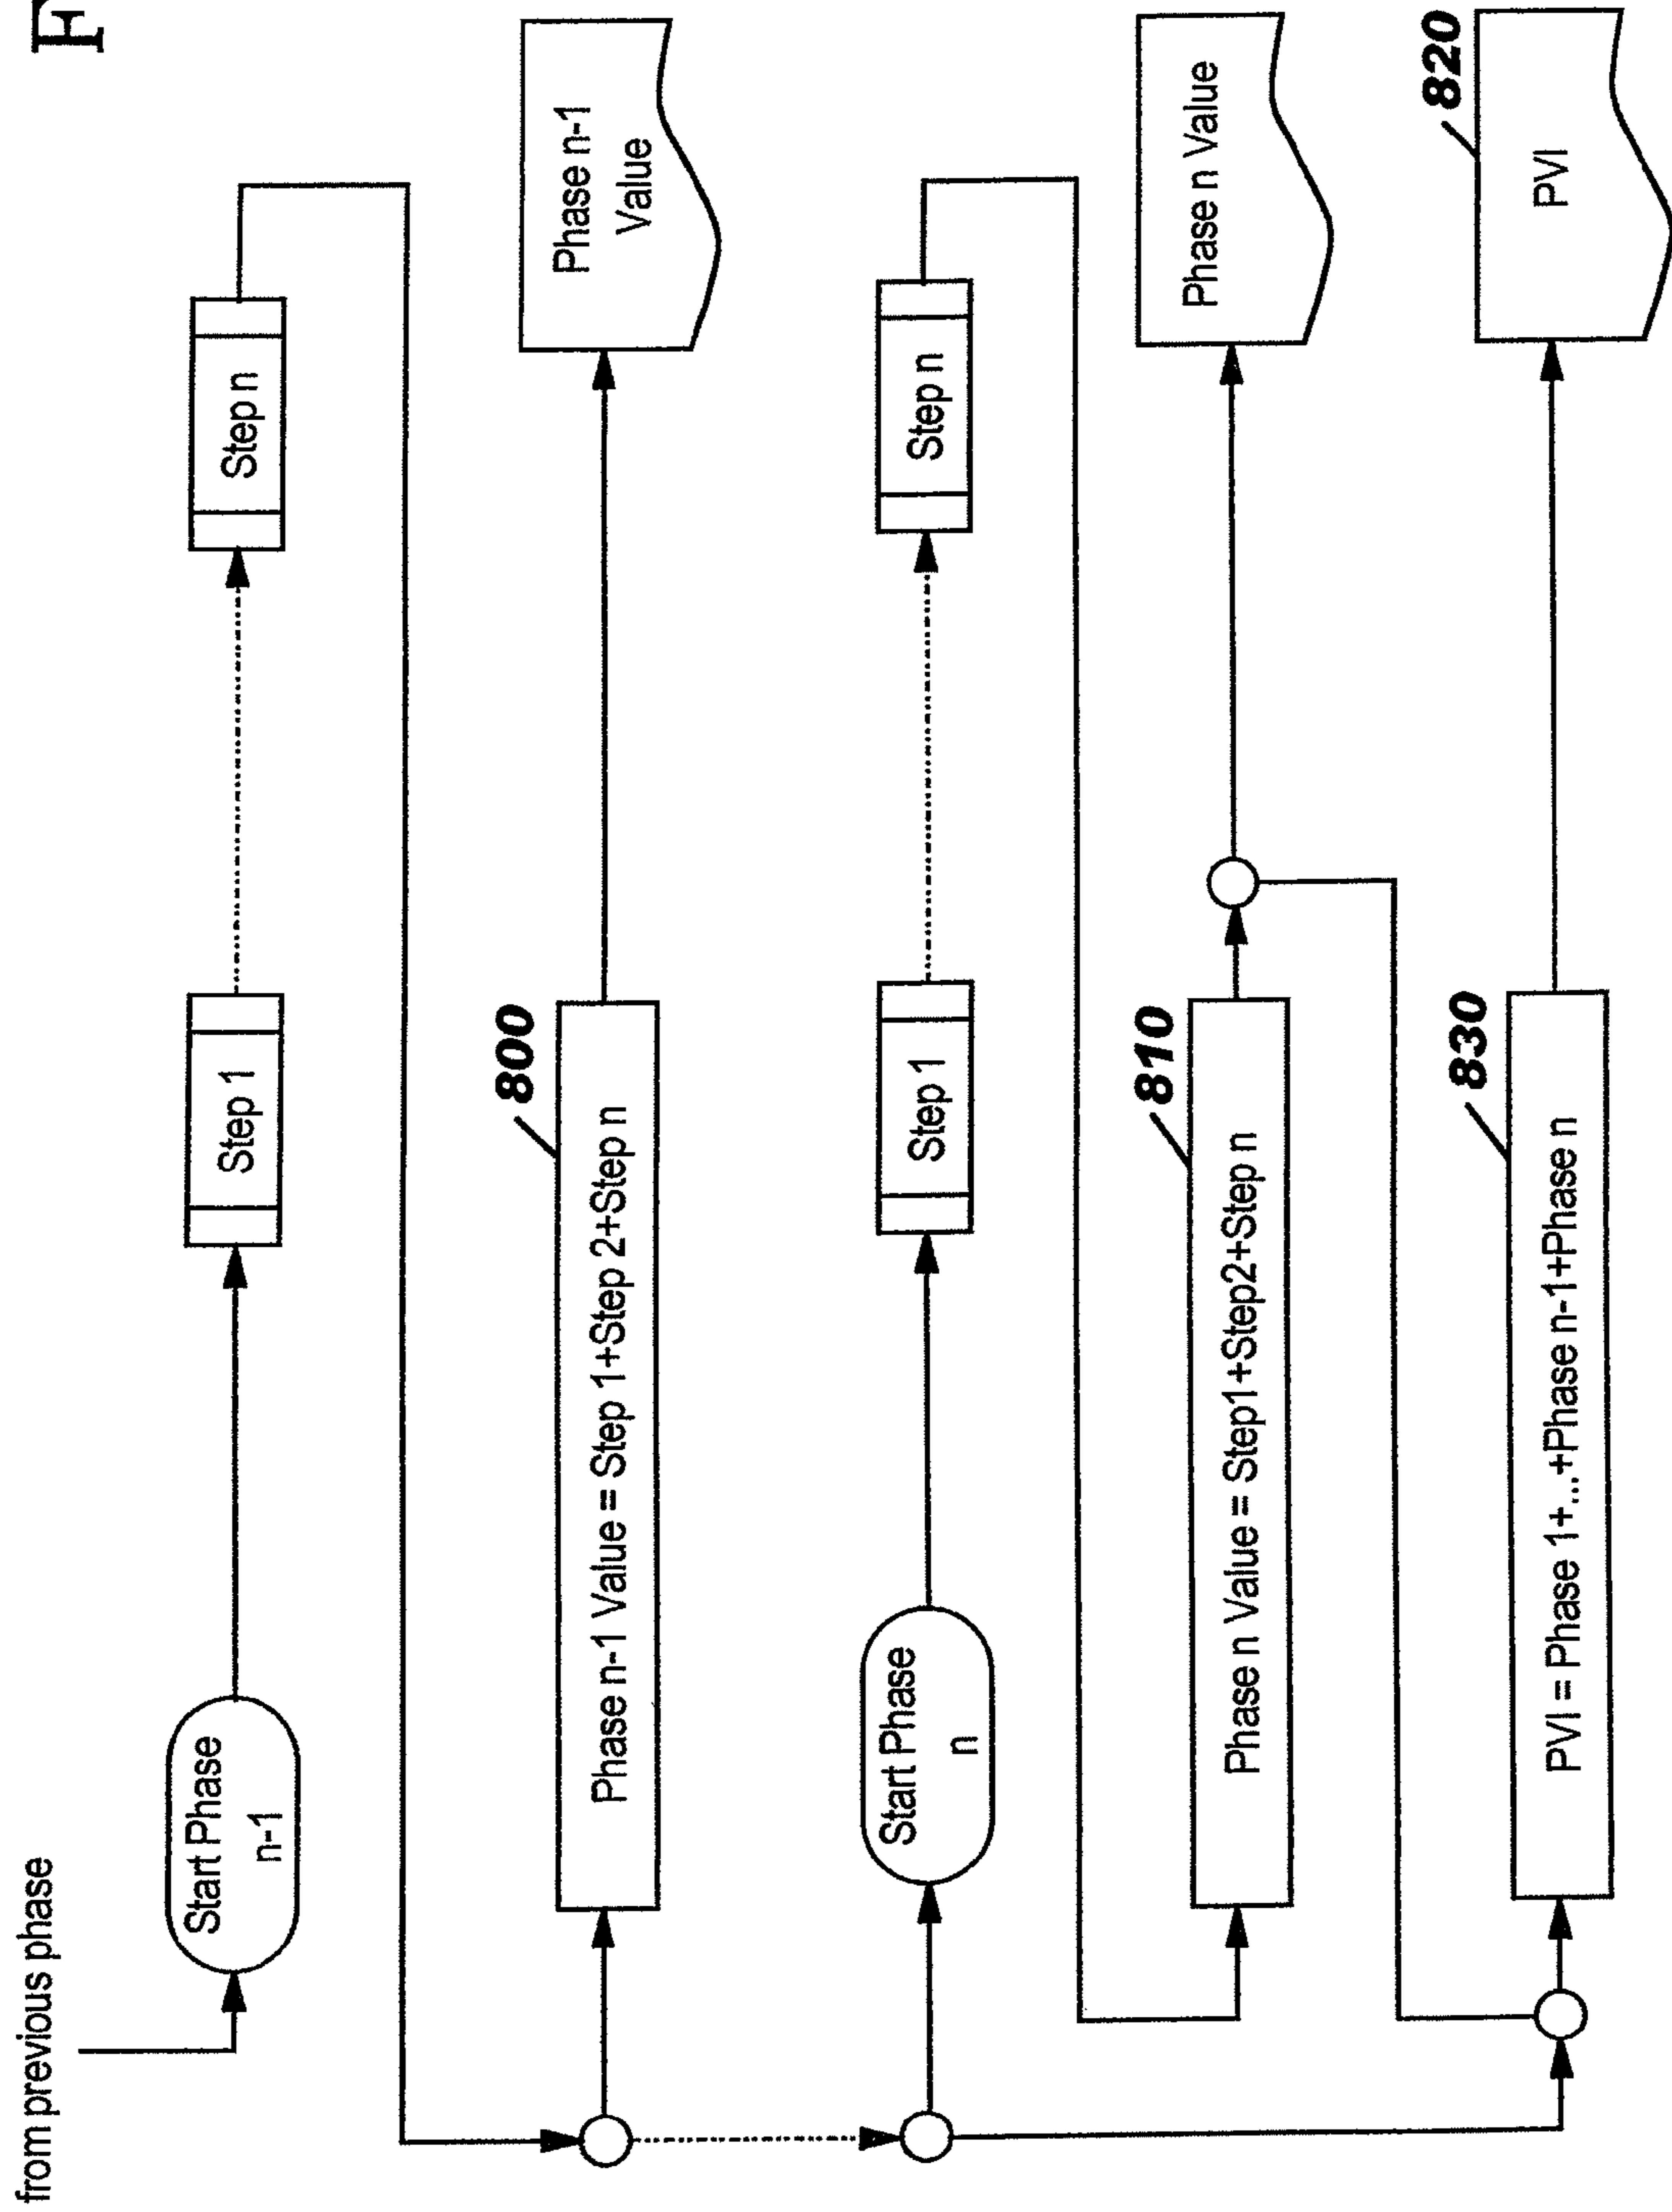 F
from previous phase
Start Phase
n-1
Step 1
Step n
800
Phase n-1 Value = Step 1+Step 2+Step n
Phase n-1
Value
Start Phase
n
Step 1
Step n
810
Phase n Value = Step1+Step2+Step n
Phase n Value
830
PVI = Phase 1+...+Phase n-1+Phase n
820
PVI